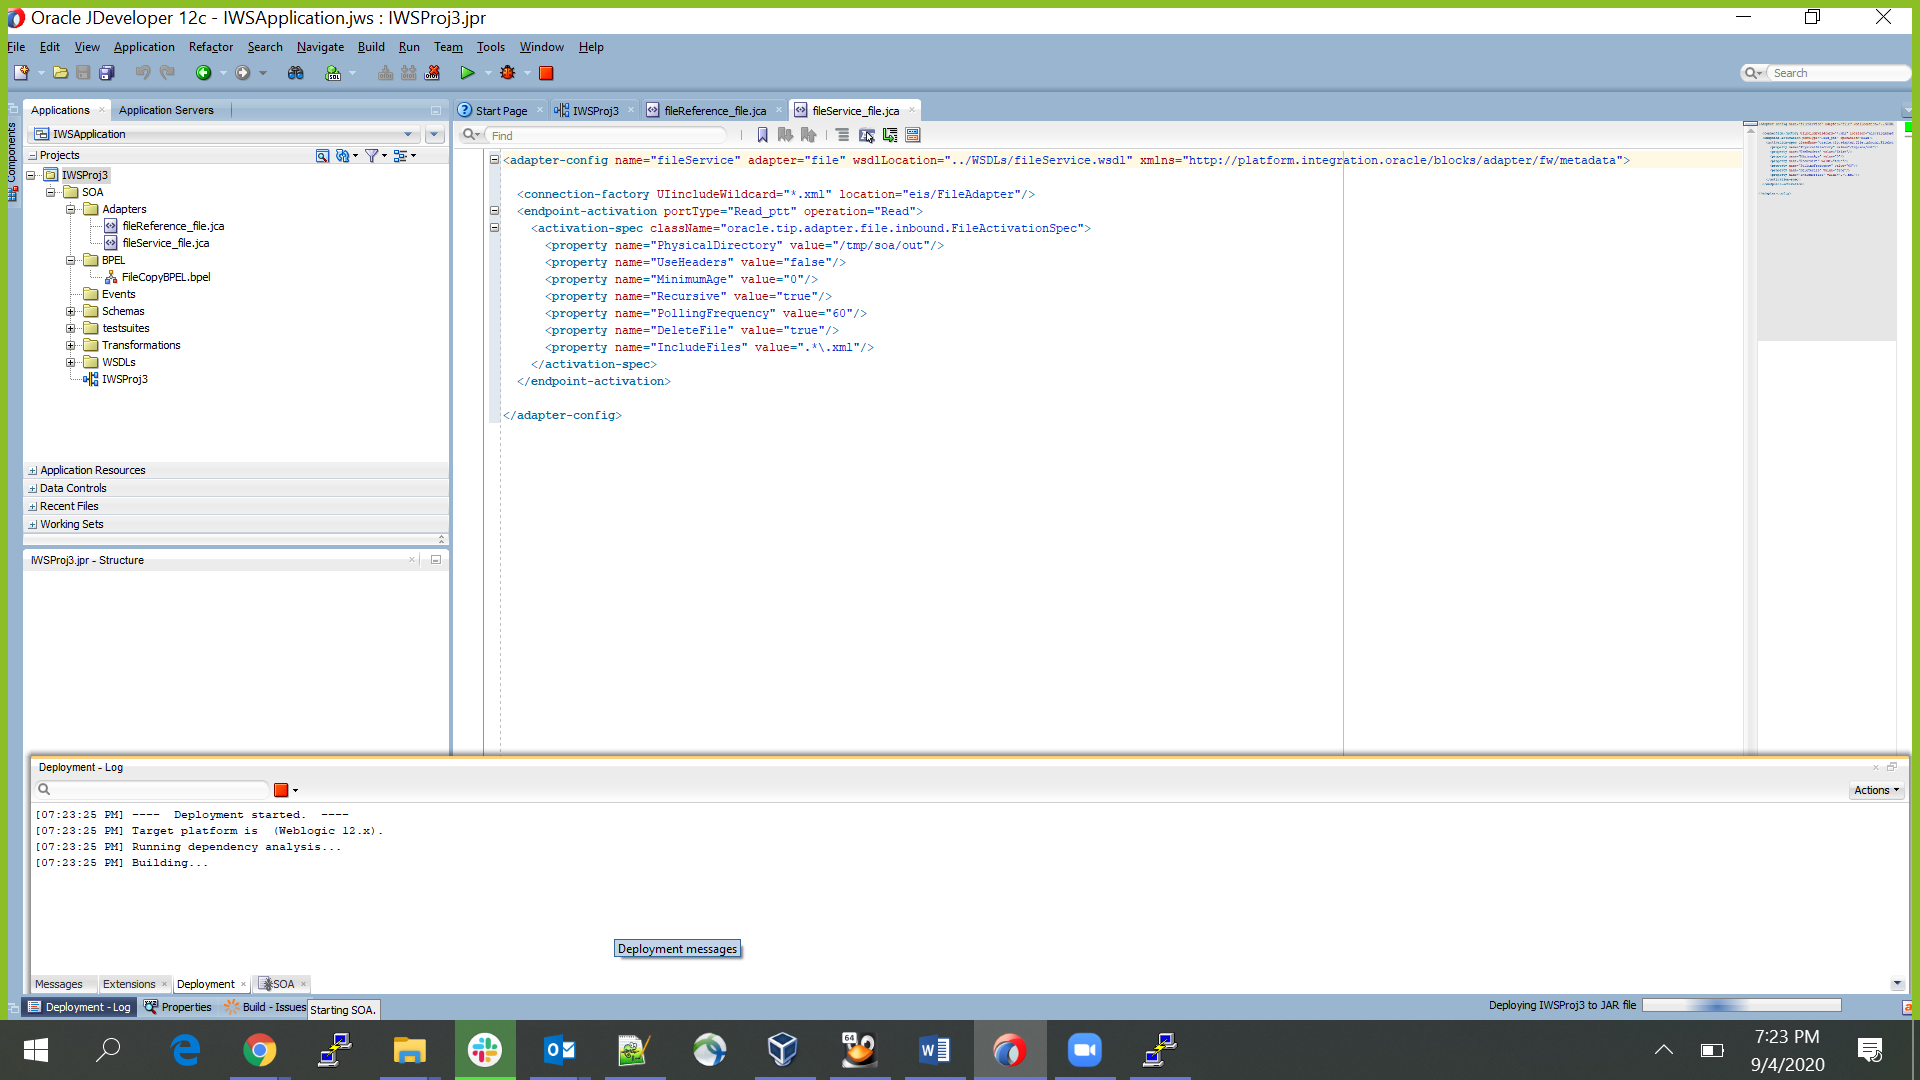 Oracle JDeveloper 12c - IWSApplication.jws : IWSProj3.jpr
File Edit View Application Refactor Search Navigate Build Run Team Tools Window Help
Search
Components
Applications
Application Servers
IWSApplication
Projects
IWSProj3
SOA
Adapters
fileReference_file.jca
fileService_file.jca
BPEL
FileCopyBPEL.bpel
Events
Schemas
testsuites
Transformations
WSDLs
IWSProj3
Application Resources
Data Controls
Recent Files
Working Sets
IWSProj3.jpr - Structure
Start Page
IWSProj3
fileReference_file.jca
fileService_file.jca
Find
<adapter-config name="fileService" adapter="file" wsdlLocation="../WSDLs/fileService.wsdl" xmlns="http://platform.integration.oracle/blocks/adapter/fw/metadata">
<connection-factory UIincludeWildcard="*.xml" location="eis/FileAdapter"/>
<endpoint-activation portType="Read_ptt" operation="Read">
<activation-spec className="oracle.tip.adapter.file.inbound.FileActivationSpec">
<property name="PhysicalDirectory" value="/tmp/soa/out"/>
<property name="UseHeaders" value="false"/>
<property name="MinimumAge" value="0"/>
<property name="Recursive" value="true"/>
<property name="PollingFrequency" value="60"/>
<property name="DeleteFile" value="true"/>
<property name="IncludeFiles" value=".*\.xml"/>
</activation-spec>
</endpoint-activation>
</adapter-config>
Deployment - Log
Actions
[07:23:25 PM] ----  Deployment started.  ----
[07:23:25 PM] Target platform is  (Weblogic 12.x).
[07:23:25 PM] Running dependency analysis...
[07:23:25 PM] Building...
Deployment messages
Messages
Extensions
Deployment
SOA
Deployment - Log
Properties
Build - Issues
Starting SOA.
Deploying IWSProj3 to JAR file
64
7:23 PM
9/4/2020